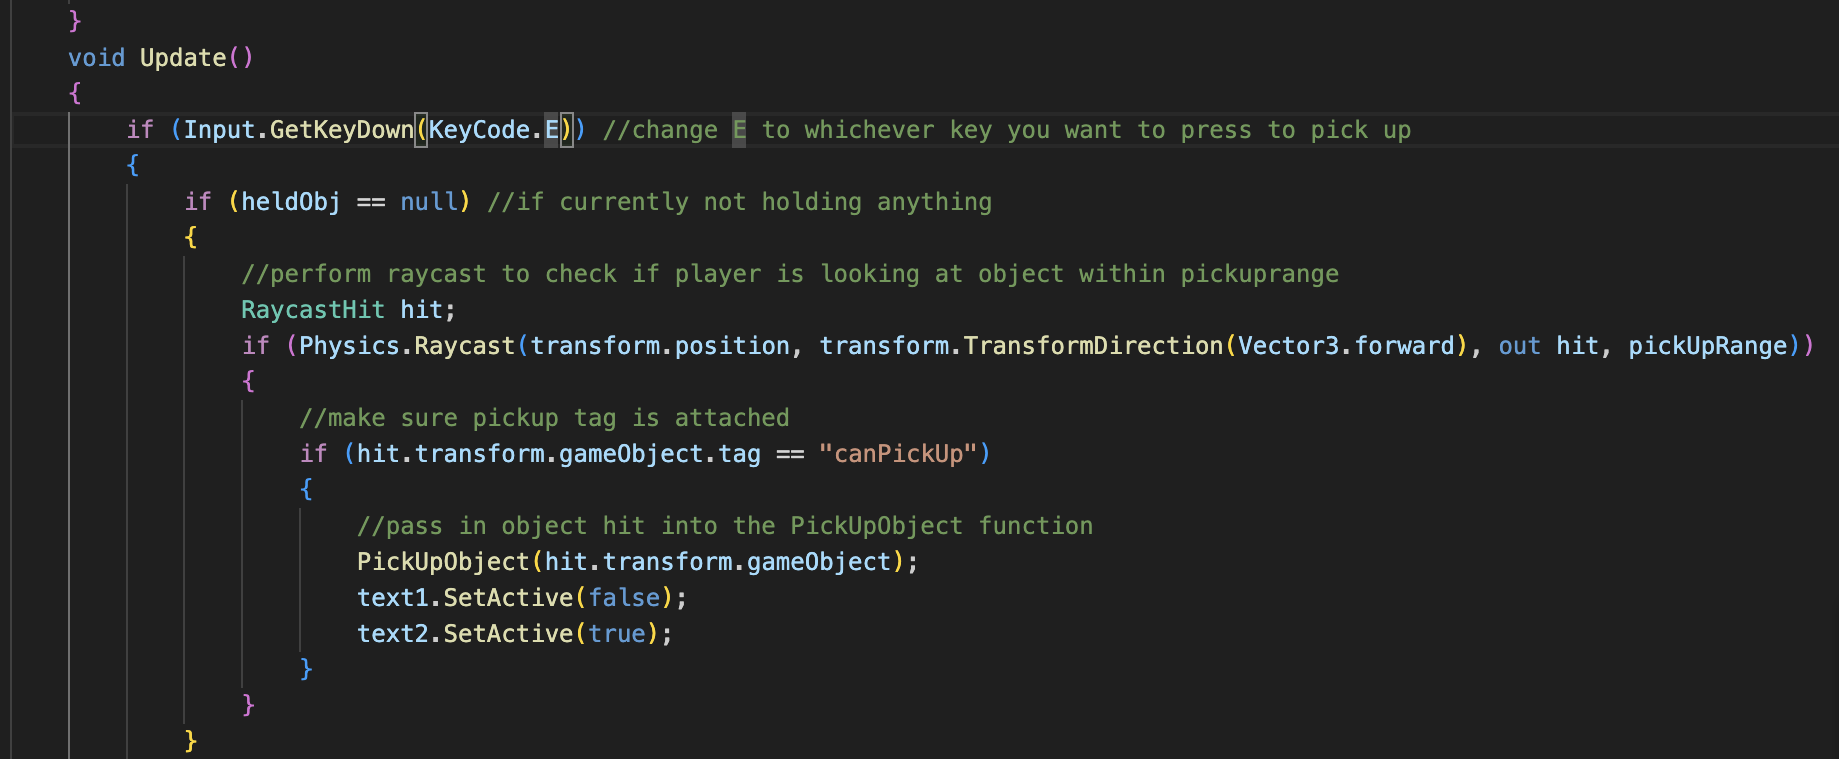 }
void Update()
{
if (Input.GetKeyDown(KeyCode.E)) //change E to whichever key you want to press to pick up
{
if (heldObj == null) //if currently not holding anything
{
//perform raycast to check if player is looking at object within pickuprange
RaycastHit hit;
if (Physics.Raycast(transform.position, transform.TransformDirection(Vector3.forward), out hit, pickUpRange))
{
//make sure pickup tag is attached
if (hit.transform.gameObject.tag == "canPickUp")
{
//pass in object hit into the PickUpObject function
PickUpObject(hit.transform.gameObject);
text1.SetActive(false);
text2.SetActive(true);
}
}
}